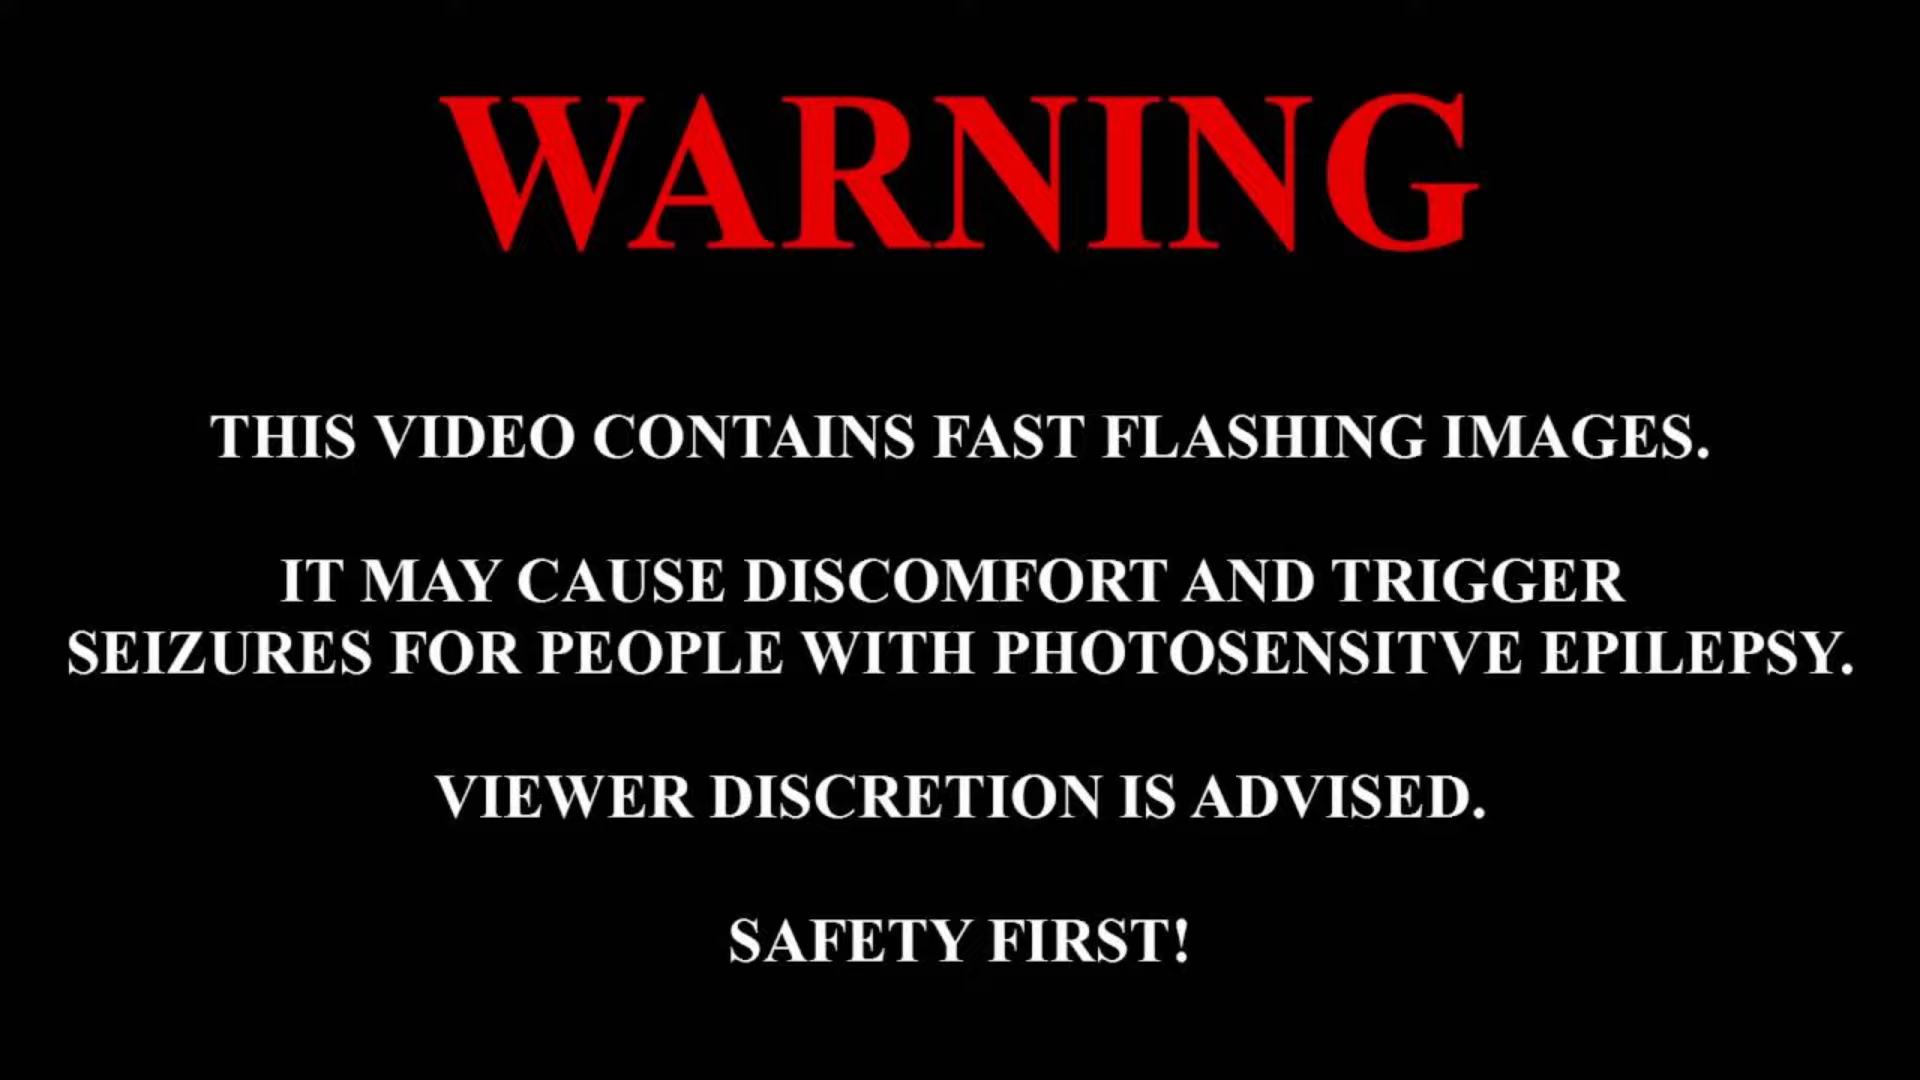 WARNING
THIS VIDEO CONTAINS FAST FLASHING IMAGES.
IT MAY CAUSE DISCOMFORT AND TRIGGER
SEIZURES FOR PEOPLE WITH PHOTOSENSITVE EPILEPSY.
VIEWER DISCRETION IS ADVISED.
SAFETY FIRST!